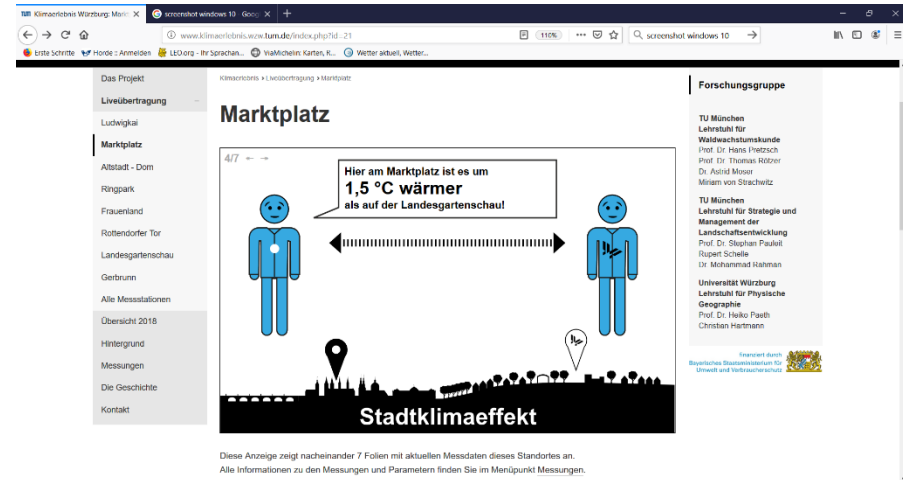 Klimaerlebnis Würzburg: Markt
screenshot windows 10 - Goog
www.klimaerlebnis.wzw.tum.de/index.php?id=21
110%
screenshot windows 10
Erste Schritte
Horde :: Anmelden
LEO.org - Ihr Sprachan...
ViaMichelin: Karten, R...
Wetter aktuell, Wetter...
Das Projekt
Liveübertragung
Ludwigkai
Marktplatz
Altstadt - Dom
Ringpark
Frauenland
Rottendorfer Tor
Landesgartenschau
Gerbrunn
Alle Messstationen
Übersicht 2018
Hintergrund
Messungen
Die Geschichte
Kontakt
Klimaerlebnis ▸ Liveübertragung ▸ Marktplatz
Marktplatz
4/7 ← →
Hier am Marktplatz ist es um
1,5 °C wärmer
als auf der Landesgartenschau!
Stadtklimaeffekt
Diese Anzeige zeigt nacheinander 7 Folien mit aktuellen Messdaten dieses Standortes an.
Alle Informationen zu den Messungen und Parametern finden Sie im Menüpunkt Messungen.
Forschungsgruppe
TU München
Lehrstuhl für
Waldwachstumskunde
Prof. Dr. Hans Pretzsch
Prof. Dr. Thomas Rötzer
Dr. Astrid Moser
Miriam von Strachwitz
TU München
Lehrstuhl für Strategie und
Management der
Landschaftsentwicklung
Prof. Dr. Stephan Pauleit
Rupert Schelle
Dr. Mohammad Rahman
Universität Würzburg
Lehrstuhl für Physische
Geographie
Prof. Dr. Heiko Paeth
Christian Hartmann
finanziert durch
Bayerisches Staatsministerium für
Umwelt und Verbraucherschutz